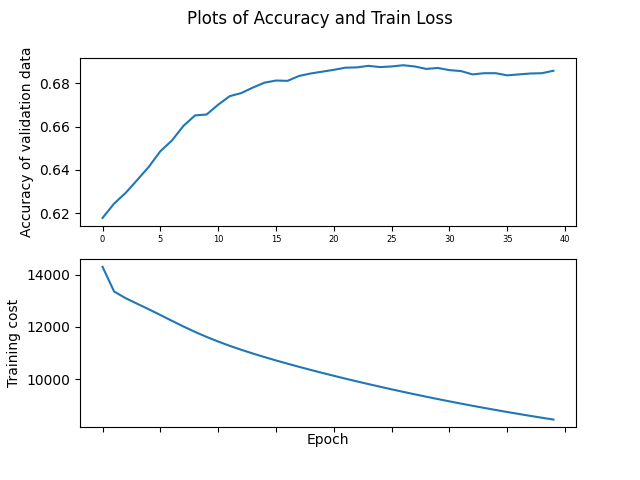 Plots of Accuracy and Train Loss
Accuracy of validation data
0.68
0.66
0.64
0.62
0 5 10 15 20 25 30 35 40
Training cost
14000
12000
10000
Epoch